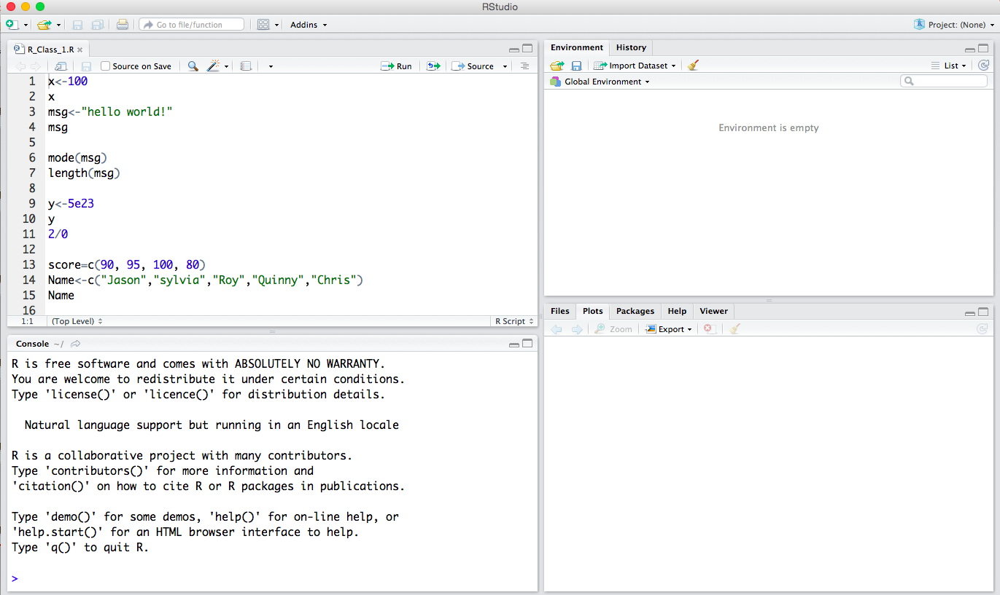 RStudio
Go to file/function
Addins
Project: (None)
R_Class_1.R
Source on Save
Run
Source
1 x<-100
2 x
3 msg<-"hello world!"
4 msg
5
6 mode(msg)
7 length(msg)
8
9 y<-5e23
10 y
11 2/0
12
13 score=c(90, 95, 100, 80)
14 Name<-c("Jason","sylvia","Roy","Quinny","Chris")
15 Name
16
1:1 (Top Level) R Script
Console ~/
R is free software and comes with ABSOLUTELY NO WARRANTY.
You are welcome to redistribute it under certain conditions.
Type 'license()' or 'licence()' for distribution details.
Natural language support but running in an English locale
R is a collaborative project with many contributors.
Type 'contributors()' for more information and
'citation()' on how to cite R or R packages in publications.
Type 'demo()' for some demos, 'help()' for on-line help, or
'help.start()' for an HTML browser interface to help.
Type 'q()' to quit R.
>
Environment History
Import Dataset List
Global Environment
Environment is empty
Files Plots Packages Help Viewer
Zoom Export